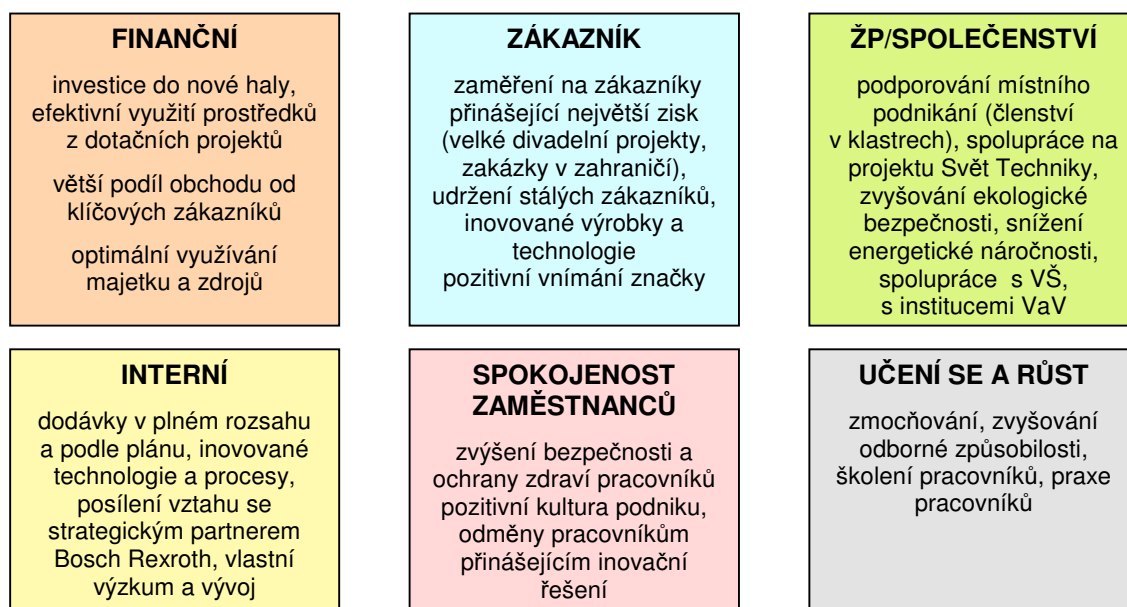 FINANČNÍ
investice do nové haly,
efektivní využití prostředků
z dotačních projektů
větší podíl obchodu od
klíčových zákazníků
optimální využívání
majetku a zdrojů
ZÁKAZNÍK
zaměření na zákazníky
přinášející největší zisk
(velké divadelní projekty,
zakázky v zahraničí),
udržení stálých zákazníků,
inovované výrobky a
technologie
pozitivní vnímání značky
ŽP/SPOLEČENSTVÍ
podporování místního
podnikání (členství
v klastrech), spolupráce na
projektu Svět Techniky,
zvyšování ekologické
bezpečnosti, snížení
energetické náročnosti,
spolupráce s VŠ,
s institucemi VaV
INTERNÍ
dodávky v plném rozsahu
a podle plánu, inovované
technologie a procesy,
posílení vztahu se
strategickým partnerem
Bosch Rexroth, vlastní
výzkum a vývoj
SPOKOJENOST
ZAMĚSTNANCŮ
zvýšení bezpečnosti a
ochrany zdraví pracovníků
pozitivní kultura podniku,
odměny pracovníkům
přinášejícím inovační
řešení
UČENÍ SE A RŮST
zmocňování, zvyšování
odborné způsobilosti,
školení pracovníků, praxe
pracovníků